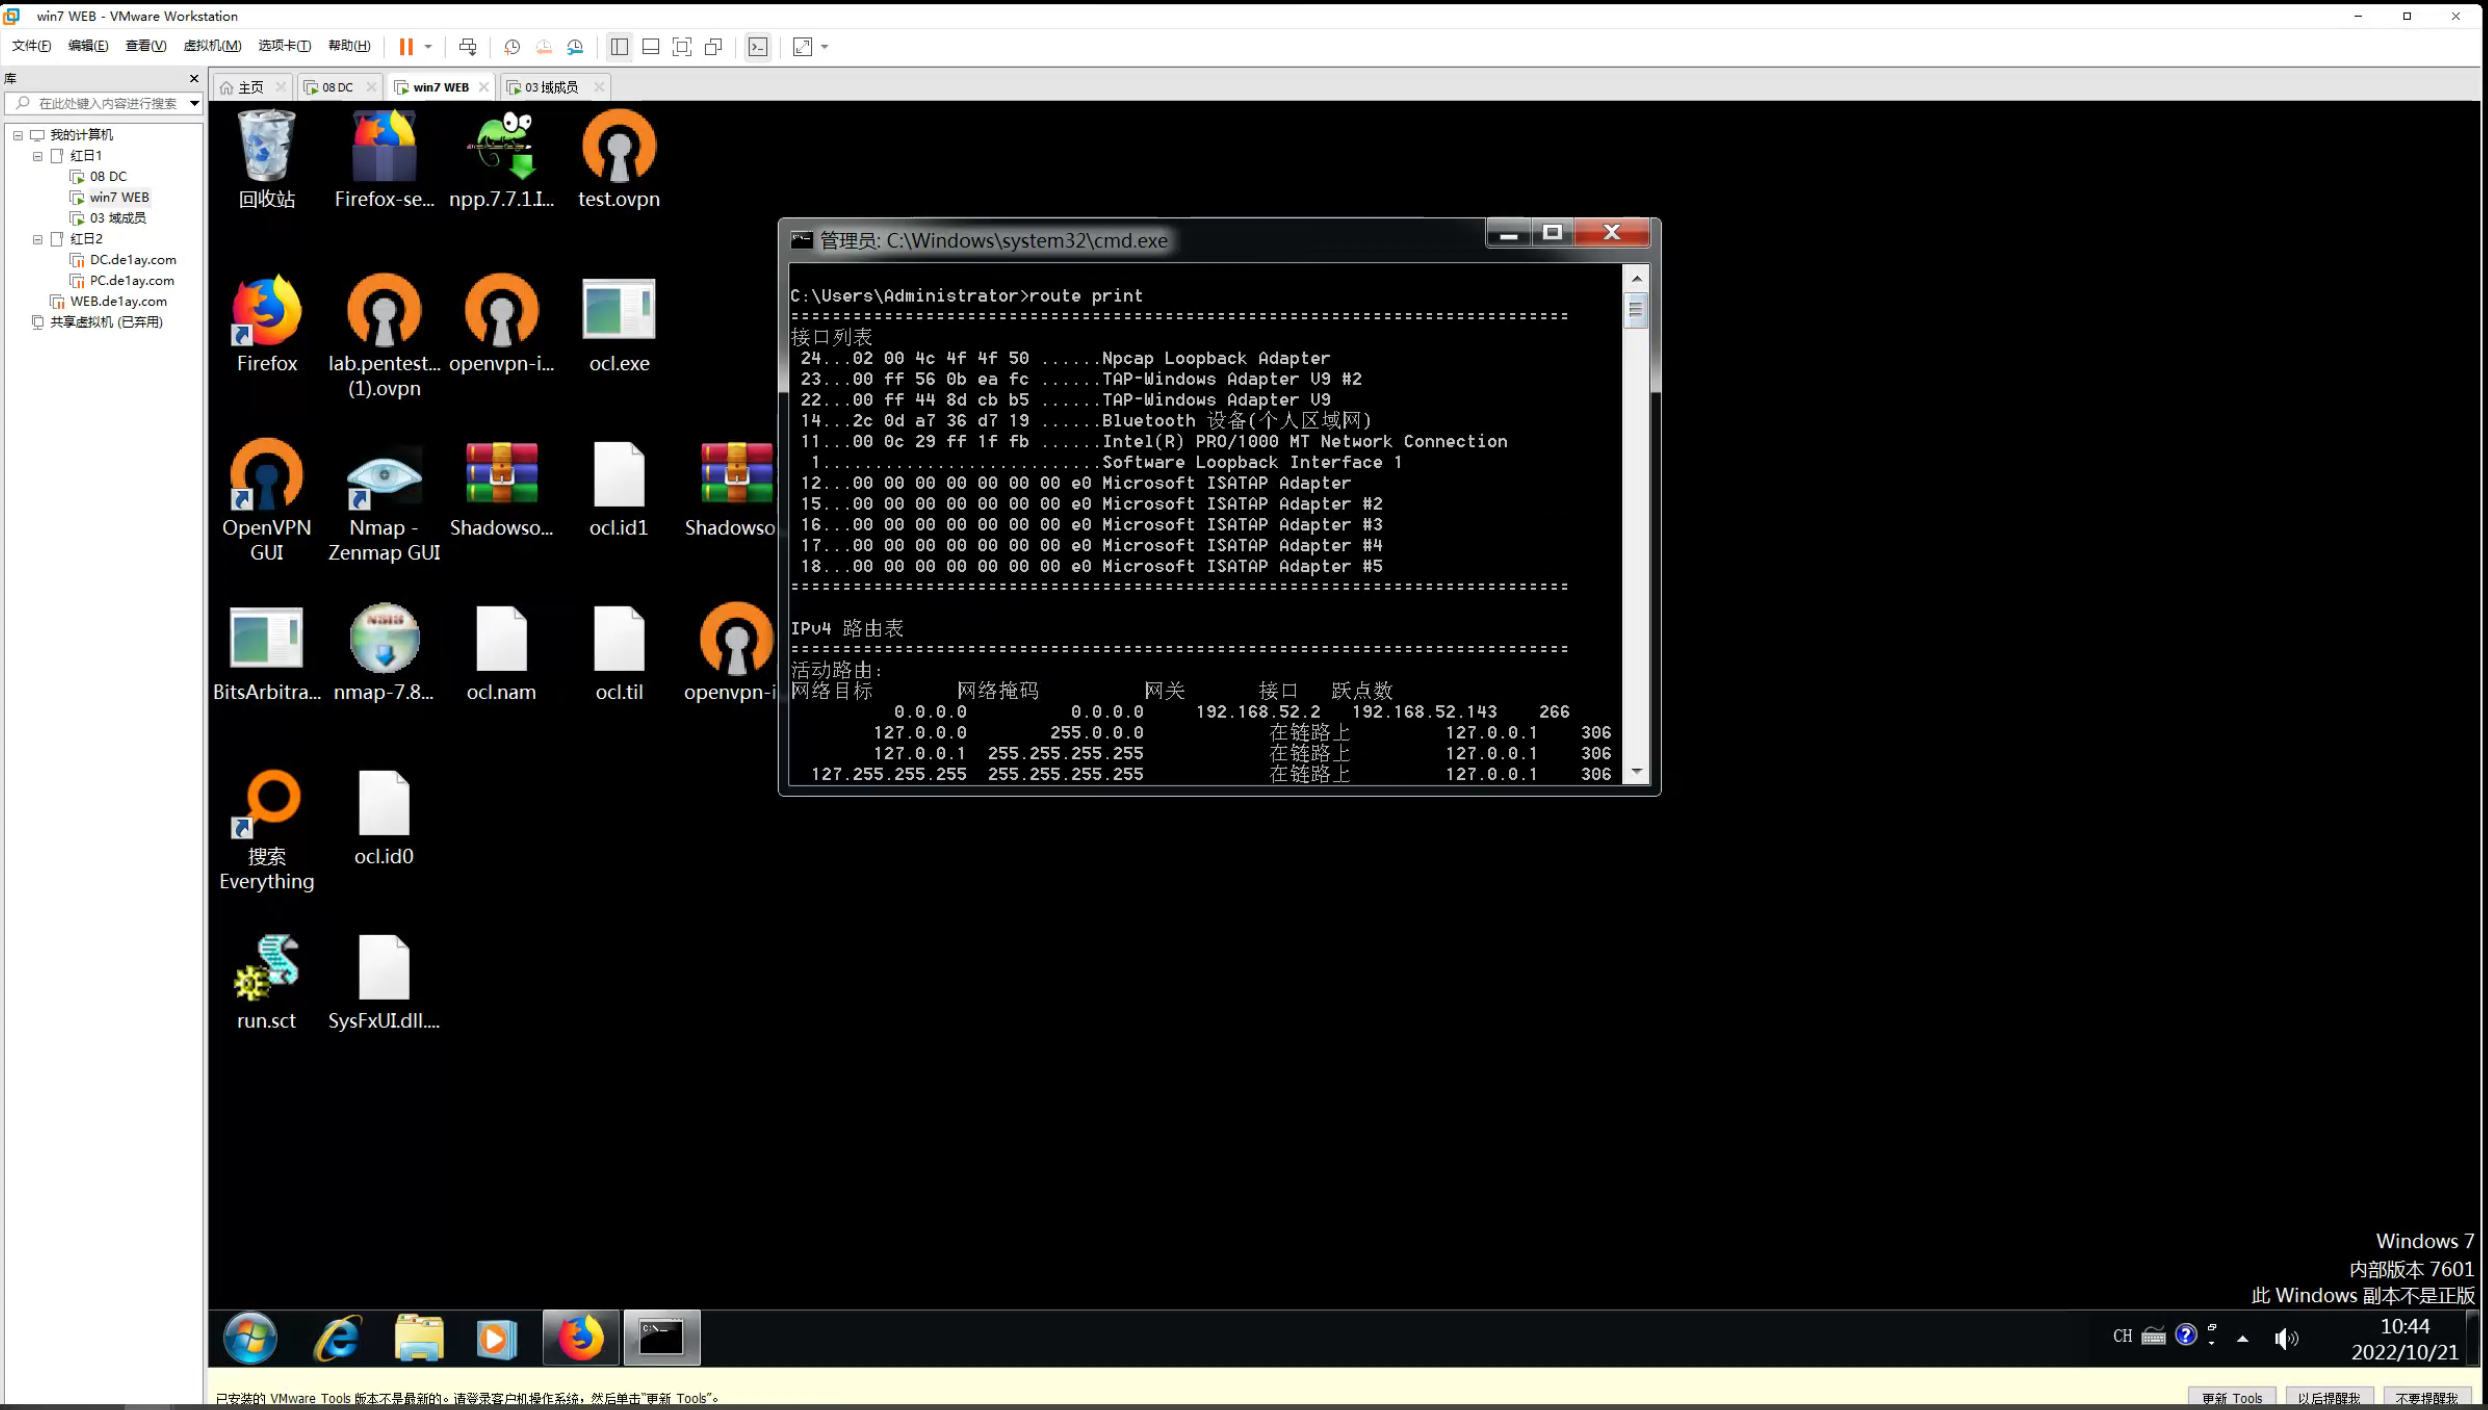 win7 WEB - VMware Workstation
文件(F) 编辑(E) 查看(V) 虚拟机(M) 选项卡(T) 帮助(H)
库
在此处键入内容进行搜索
我的计算机
红日1
08 DC
win7 WEB
03 域成员
红日2
DC.de1ay.com
PC.de1ay.com
WEB.de1ay.com
共享虚拟机 (已弃用)
主页 08 DC win7 WEB 03 域成员
回收站 Firefox-se... npp.7.7.1.I... test.ovpn
Firefox lab.pentest... (1).ovpn openvpn-i... ocl.exe
OpenVPN GUI Nmap - Zenmap GUI Shadowso... ocl.id1 Shadowso
BitsArbitra... nmap-7.8... ocl.nam ocl.til openvpn-i
搜索 Everything ocl.id0
run.sct SysFxUI.dll....
管理员: C:\Windows\system32\cmd.exe
C:\Users\Administrator>route print
===========================================================================
接口列表
24...02 00 4c 4f 4f 50 ......Npcap Loopback Adapter
23...00 ff 56 0b ea fc ......TAP-Windows Adapter V9 #2
22...00 ff 44 8d cb b5 ......TAP-Windows Adapter V9
14...2c 0d a7 36 d7 19 ......Bluetooth 设备(个人区域网)
11...00 0c 29 ff 1f fb ......Intel(R) PRO/1000 MT Network Connection
1...........................Software Loopback Interface 1
12...00 00 00 00 00 00 00 e0 Microsoft ISATAP Adapter
15...00 00 00 00 00 00 00 e0 Microsoft ISATAP Adapter #2
16...00 00 00 00 00 00 00 e0 Microsoft ISATAP Adapter #3
17...00 00 00 00 00 00 00 e0 Microsoft ISATAP Adapter #4
18...00 00 00 00 00 00 00 e0 Microsoft ISATAP Adapter #5
===========================================================================
IPv4 路由表
===========================================================================
活动路由:
网络目标 网络掩码 网关 接口 跃点数
0.0.0.0 0.0.0.0 192.168.52.2 192.168.52.143 266
127.0.0.0 255.0.0.0 在链路上 127.0.0.1 306
127.0.0.1 255.255.255.255 在链路上 127.0.0.1 306
127.255.255.255 255.255.255.255 在链路上 127.0.0.1 306
Windows 7
内部版本 7601
此 Windows 副本不是正版
CH
10:44
2022/10/21
已安装的 VMware Tools 版本不是最新的。请登录客户机操作系统，然后单击“更新 Tools”。
更新 Tools 以后提醒我 不要提醒我